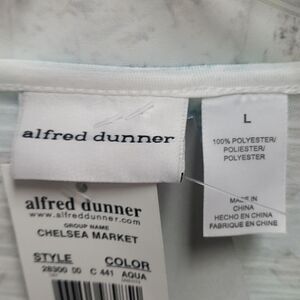 alfred dunner
L
100% POLYESTER/
POLIÉSTER/
POLYESTER
MADE IN
CHINA
HECHO EN CHINA
FABRIQUE EN CHINE
alfred dunner
www.alfreddunner.com
GROUP NAME
CHELSEA MARKET
STYLE COLOR
28300 00 C 441 AQUA